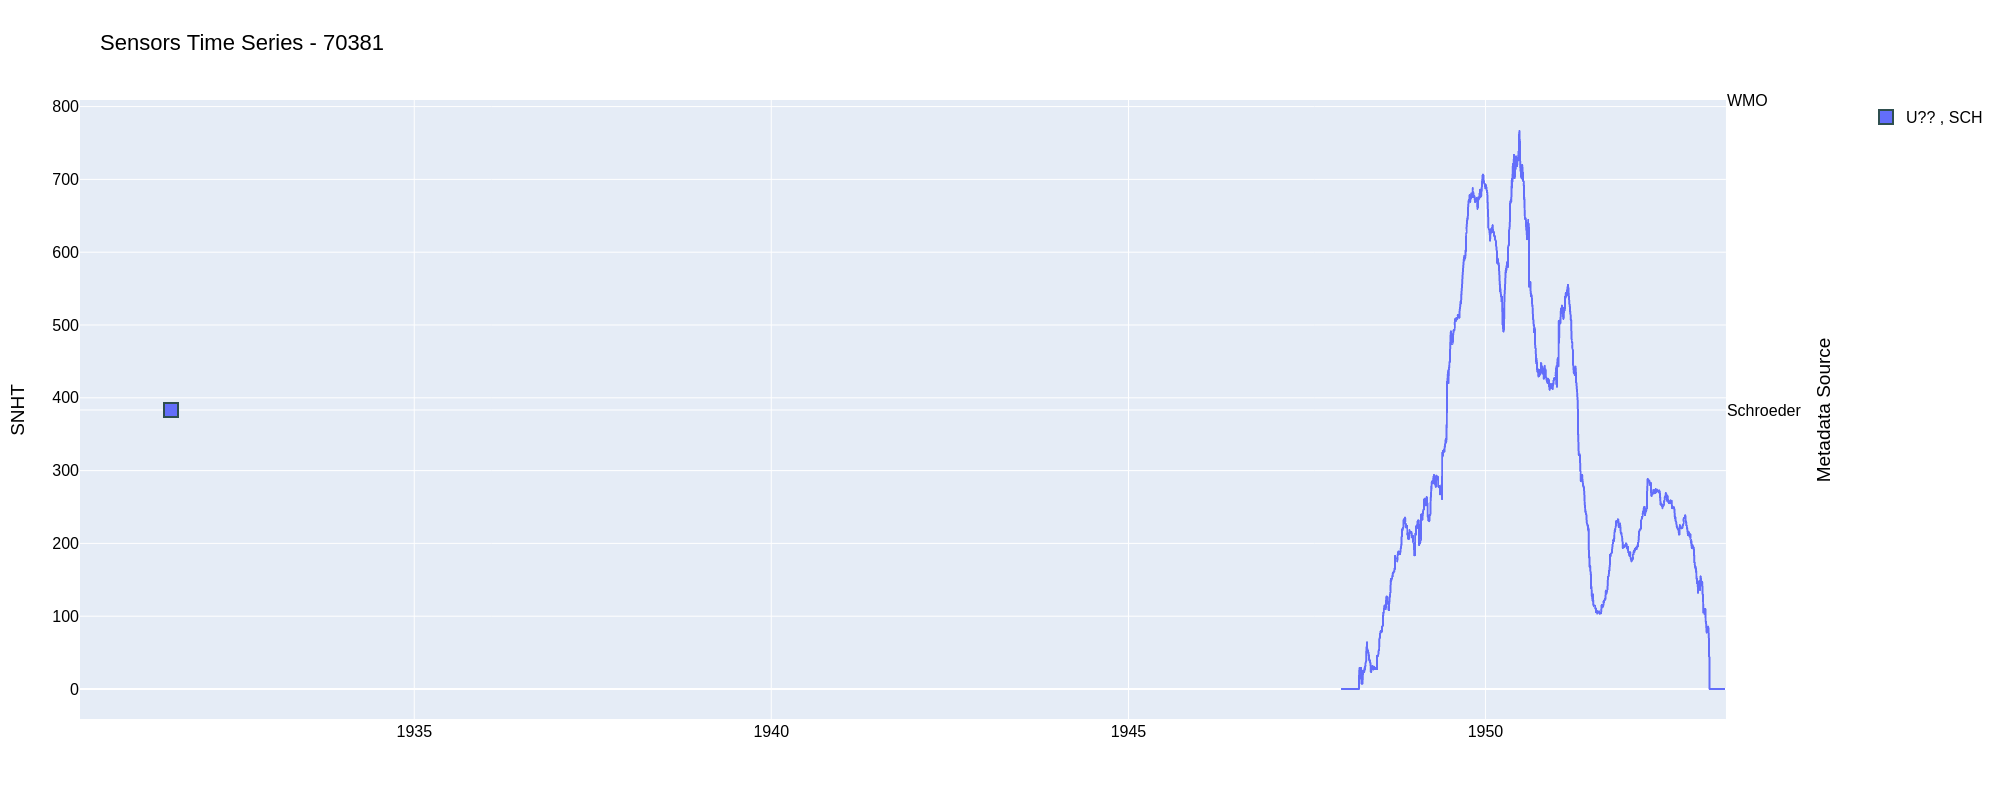 Sensors Time Series - 70381
800
700
600
500
400
300
200
100
0
SNHT
1935
1940
1945
1950
WMO
Schroeder
Metadata Source
U?? , SCH